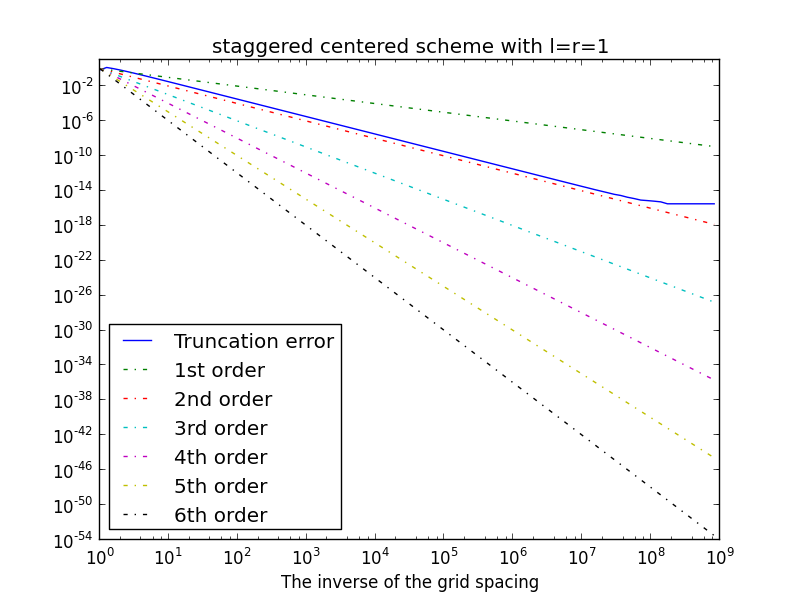 staggered centered scheme with l=r=1
10^-2
10^-6
10^-10
10^-14
10^-18
10^-22
10^-26
10^-30
10^-34
10^-38
10^-42
10^-46
10^-50
10^-54
Truncation error
1st order
2nd order
3rd order
4th order
5th order
6th order
10^0 10^1 10^2 10^3 10^4 10^5 10^6 10^7 10^8 10^9
The inverse of the grid spacing